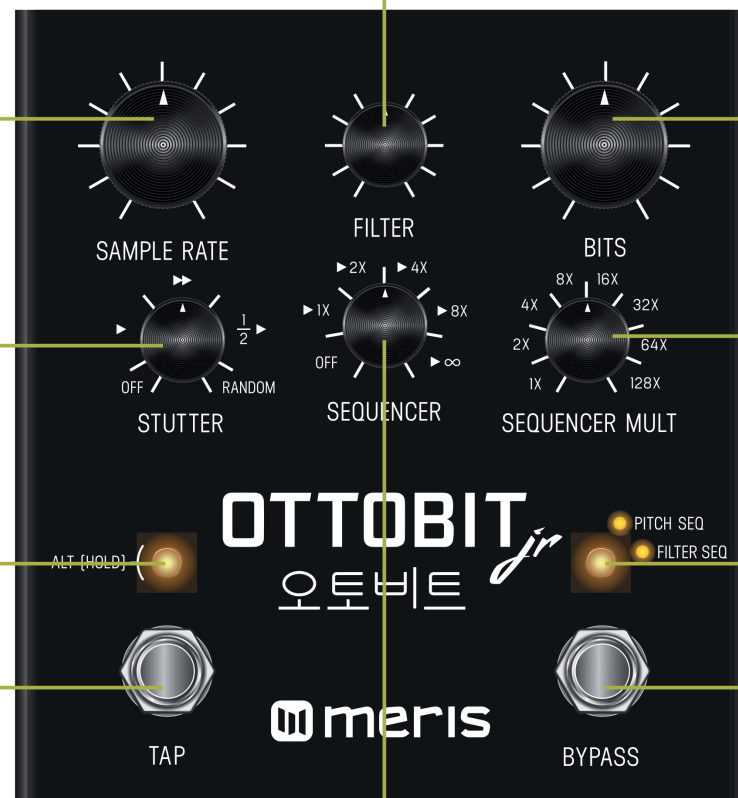 SAMPLE RATE
FILTER
BITS
OFF
▶
▶▶
1/2 ▶
RANDOM
STUTTER
OFF
▶1X
▶2X
▶4X
▶8X
▶∞
SEQUENCER
1X
2X
4X
8X
16X
32X
64X
128X
SEQUENCER MULT
OTTOBIT jr
오토비트
ALT (HOLD)
PITCH SEQ
FILTER SEQ
TAP
meris
BYPASS